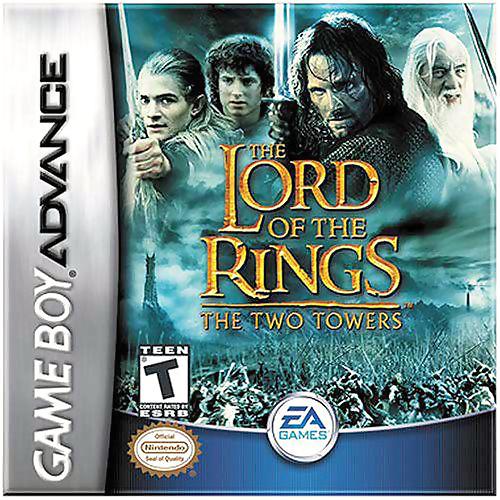 GAME BOY ADVANCE
THE
LORD
OF THE
RINGS
THE TWO TOWERS
TM
TEEN
T
CONTENT RATED BY
ESRB
Official
Nintendo
Seal of Quality
EA
GAMES